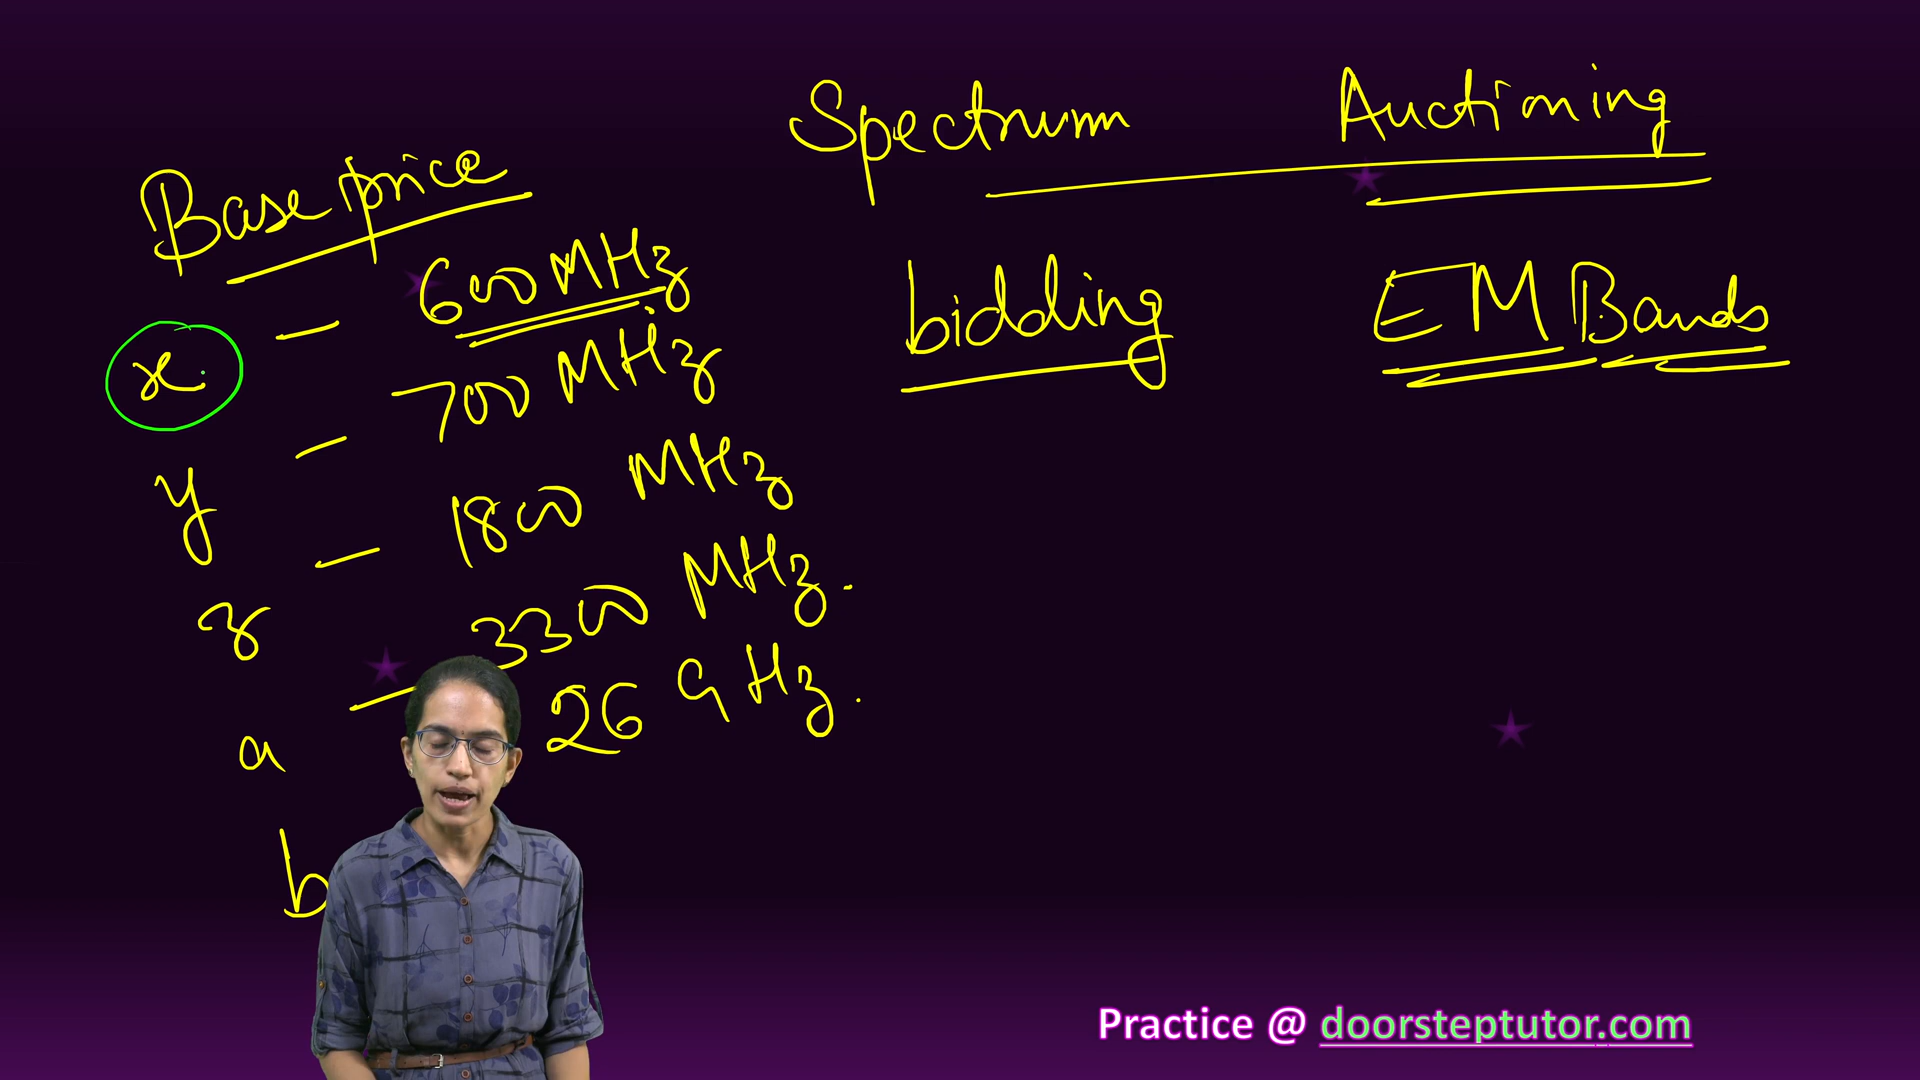 Spectrum Auctioning
Base price
bidding EM Bands
x - 600 MHz
y - 700 MHz
z - 1800 MHz
a - 3300 MHz.
b 26 GHz.
Practice @ doorsteptutor.com